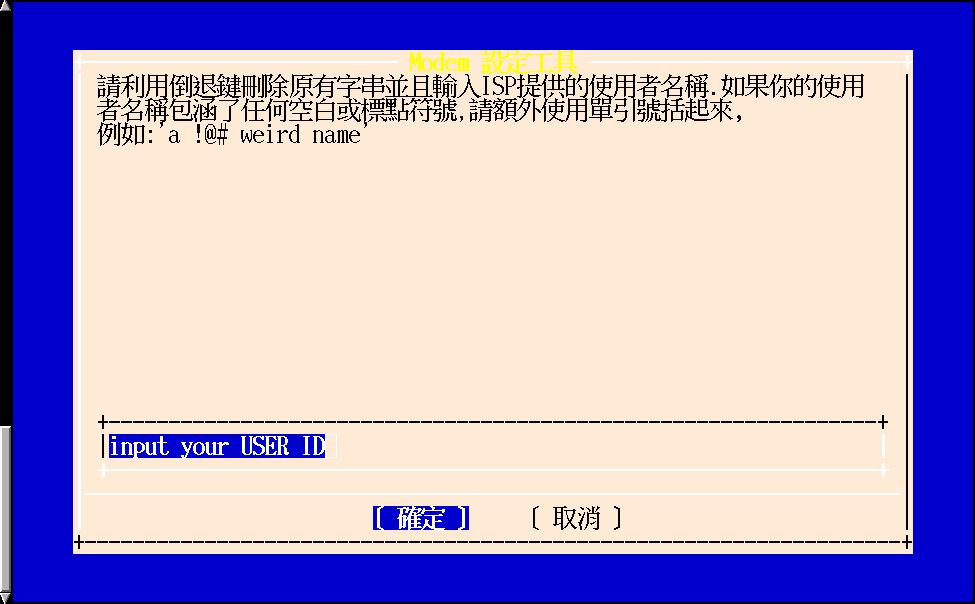 Modem 設定工具
請利用倒退鍵刪除原有字串並且輸入ISP提供的使用者名稱.如果你的使用
者名稱包涵了任何空白或標點符號,請額外使用單引號括起來,
例如:'a !@# weird name'
input your USER ID
[ 確定 ] [ 取消 ]